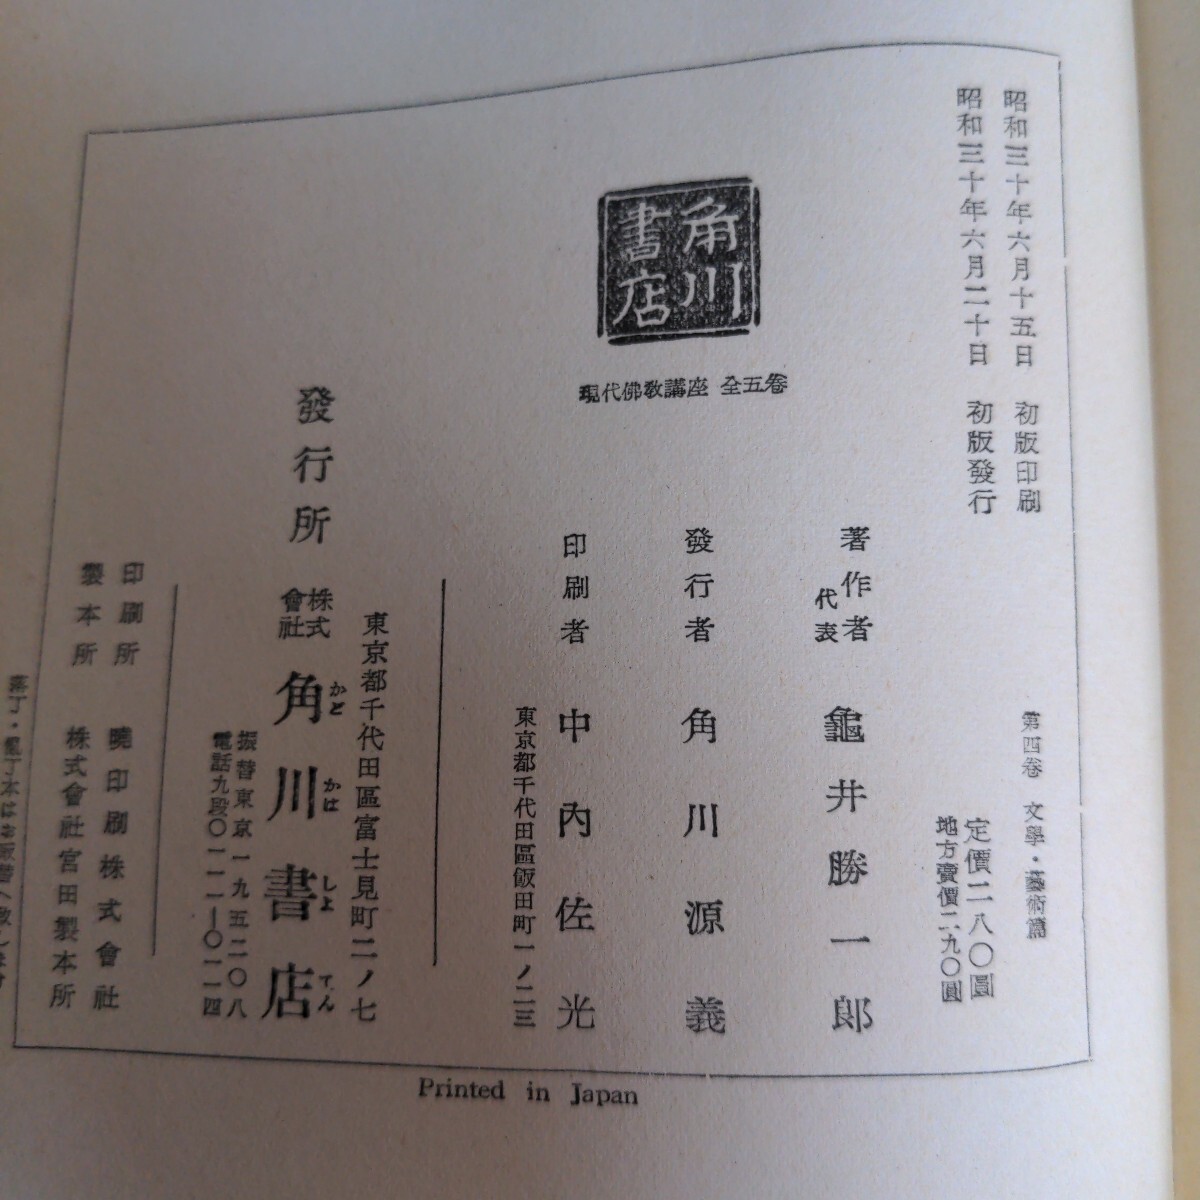 昭和三十年六月十五日 初版印刷
昭和三十年六月二十日 初版發行
第四卷 文學・藝術篇
定價二八〇圓
地方賣價二九〇圓
角川
書店
現代佛教講座 全五卷
著作者
代表
龜井勝一郎
發行者 角川源義
印刷者 中內佐光
東京都千代田區飯田町一ノ二三
東京都千代田區富士見町二ノ七
發行所 株式會社 角川書店
かど かは しよ てん
振替東京一九五二〇八
電話九段〇一一一―〇一一四
印刷所 曉印刷株式會社
製本所 株式會社宮田製本所
Printed in Japan